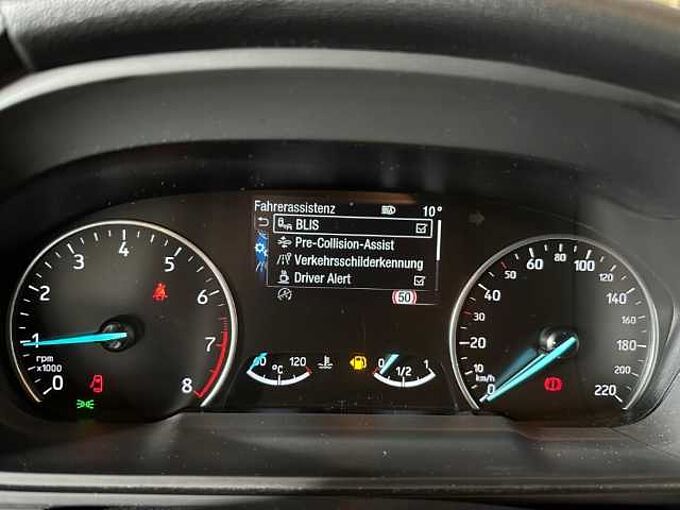 Fahrerassistenz 10°
BLIS
Pre-Collision-Assist
Verkehrsschilderkennung
Driver Alert
50
0 1 2 3 4 5 6 7 8
rpm
x1000
120
°C
0 1/2 1
0 10 20 30 40 50 60 80 100 120 120 140 160 180 200 220
km/h